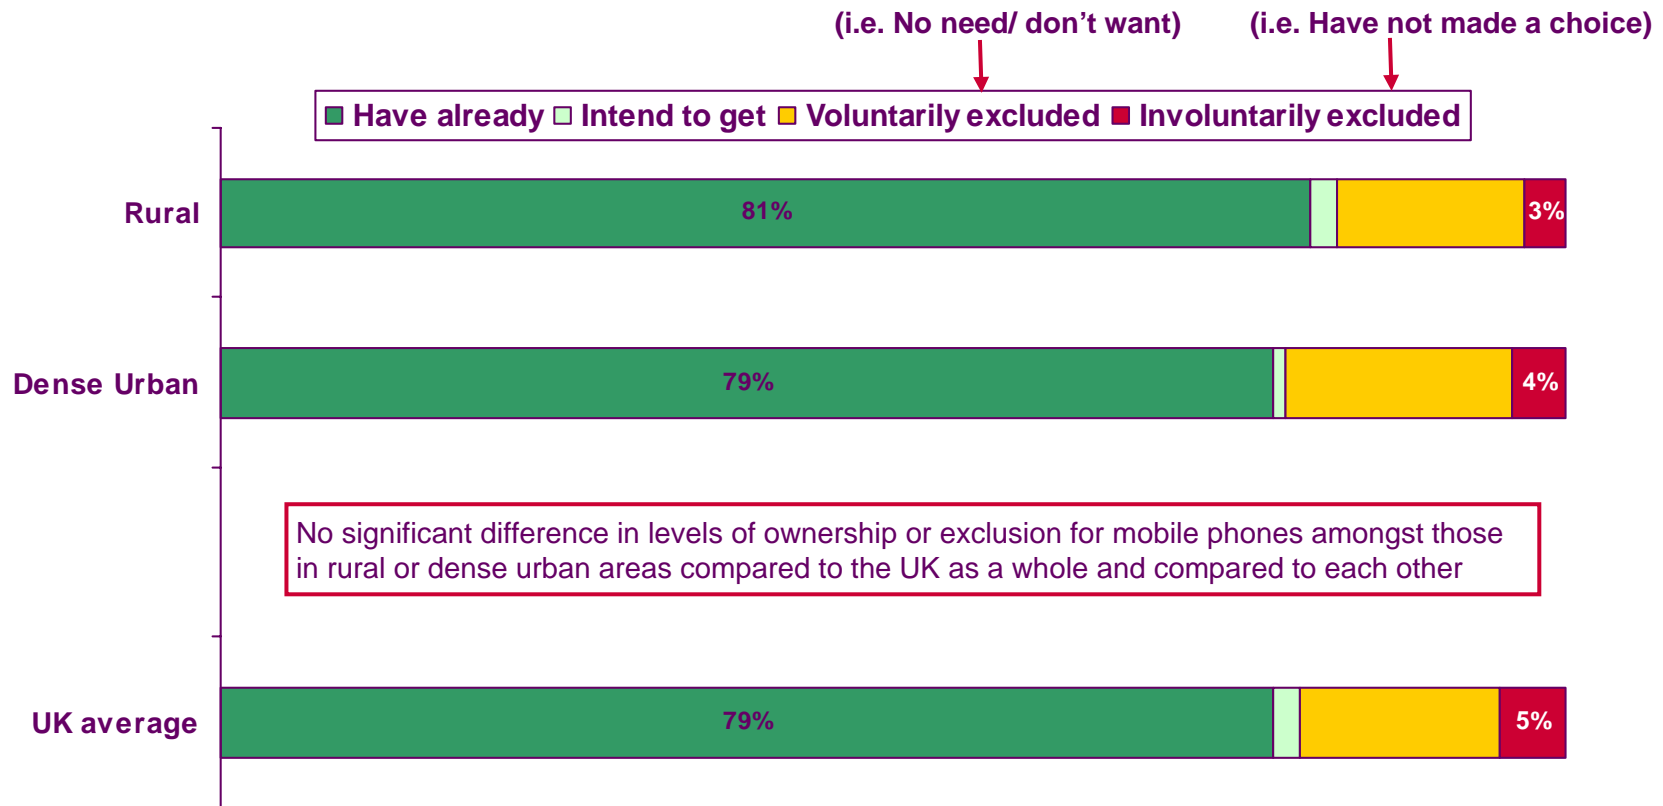 (i.e. No need/ don’t want) (i.e. Have not made a choice)
Have already Intend to get Voluntarily excluded Involuntarily excluded
Rural 81% 3%
Dense Urban 79% 4%
No significant difference in levels of ownership or exclusion for mobile phones amongst those
in rural or dense urban areas compared to the UK as a whole and compared to each other
UK average 79% 5%